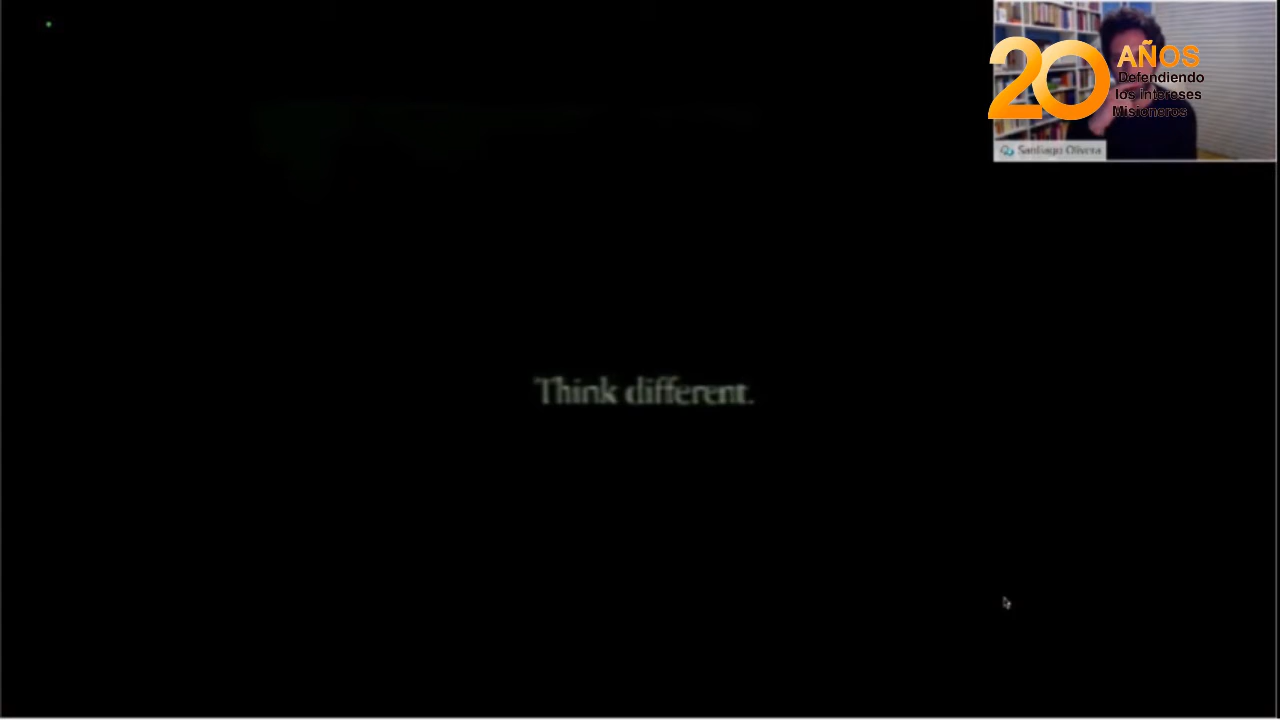 20 AÑOS
Defendiendo
los intereses
Misioneros
Santiago Olivera
Think different.